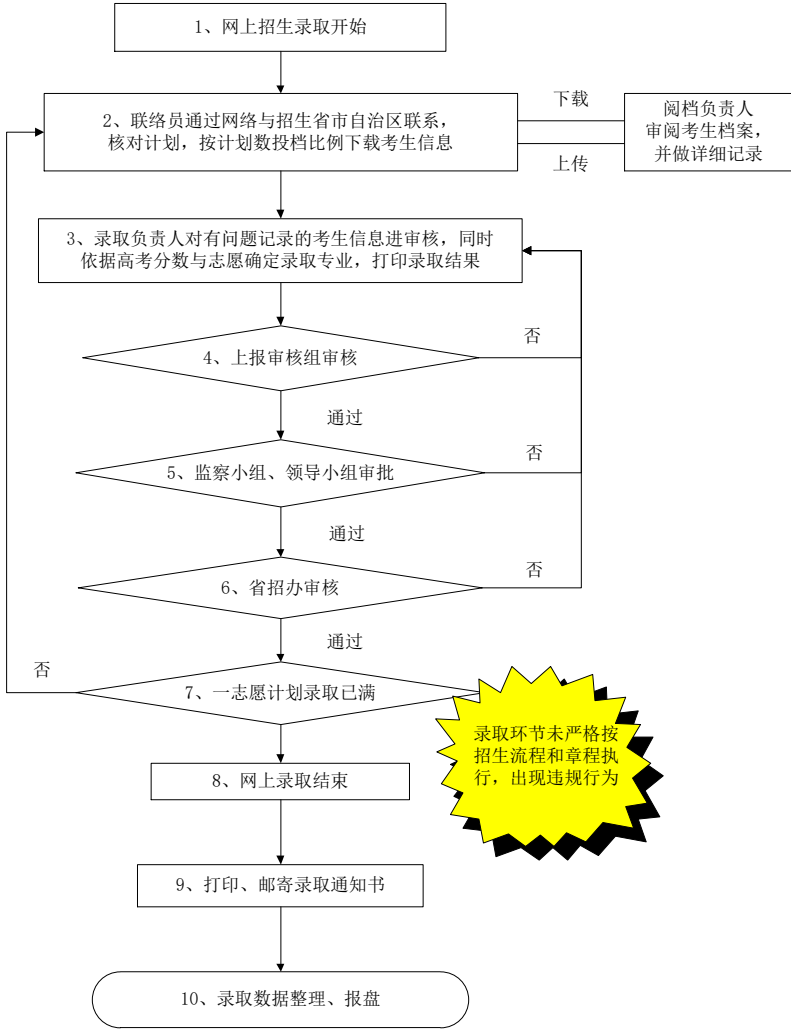 1、网上招生录取开始
2、联络员通过网络与招生省市自治区联系，
核对计划，按计划数投档比例下载考生信息
下载
上传
阅档负责人
审阅考生档案，
并做详细记录
3、录取负责人对有问题记录的考生信息进审核，同时
依据高考分数与志愿确定录取专业，打印录取结果
4、上报审核组审核
否
通过
5、监察小组、领导小组审批
否
通过
6、省招办审核
否
通过
否
7、一志愿计划录取已满
录取环节未严格按
招生流程和章程执
行，出现违规行为
8、网上录取结束
9、打印、邮寄录取通知书
10、录取数据整理、报盘